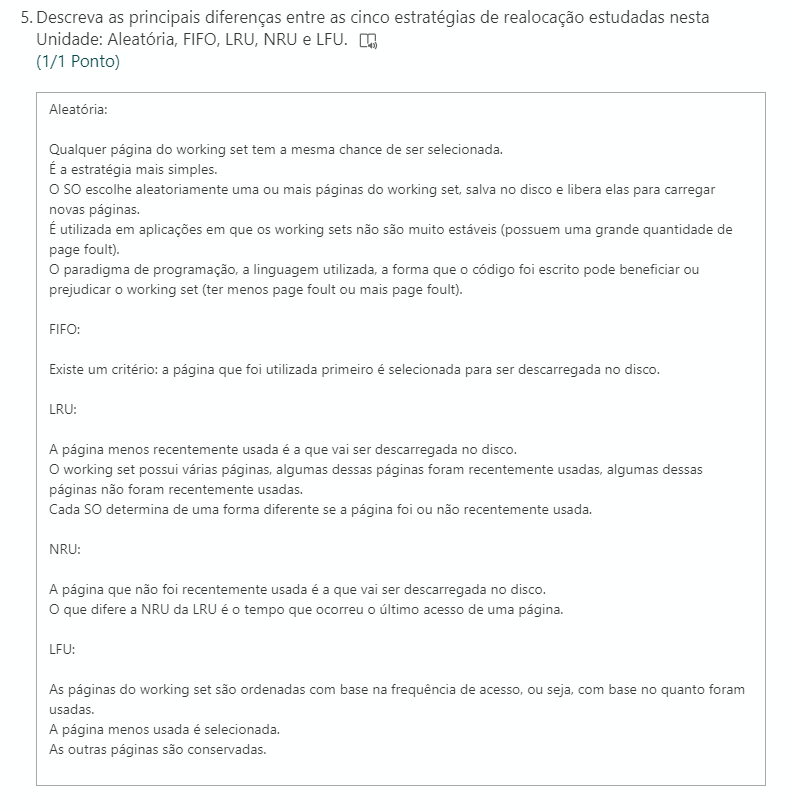 5. Descreva as principais diferenças entre as cinco estratégias de realocação estudadas nesta
Unidade: Aleatória, FIFO, LRU, NRU e LFU.
(1/1 Ponto)
Aleatória:
Qualquer página do working set tem a mesma chance de ser selecionada.
É a estratégia mais simples.
O SO escolhe aleatoriamente uma ou mais páginas do working set, salva no disco e libera elas para carregar
novas páginas.
É utilizada em aplicações em que os working sets não são muito estáveis (possuem uma grande quantidade de
page foult).
O paradigma de programação, a linguagem utilizada, a forma que o código foi escrito pode beneficiar ou
prejudicar o working set (ter menos page foult ou mais page foult).
FIFO:
Existe um critério: a página que foi utilizada primeiro é selecionada para ser descarregada no disco.
LRU:
A página menos recentemente usada é a que vai ser descarregada no disco.
O working set possui várias páginas, algumas dessas páginas foram recentemente usadas, algumas dessas
páginas não foram recentemente usadas.
Cada SO determina de uma forma diferente se a página foi ou não recentemente usada.
NRU:
A página que não foi recentemente usada é a que vai ser descarregada no disco.
O que difere a NRU da LRU é o tempo que ocorreu o último acesso de uma página.
LFU:
As páginas do working set são ordenadas com base na frequência de acesso, ou seja, com base no quanto foram
usadas.
A página menos usada é selecionada.
As outras páginas são conservadas.